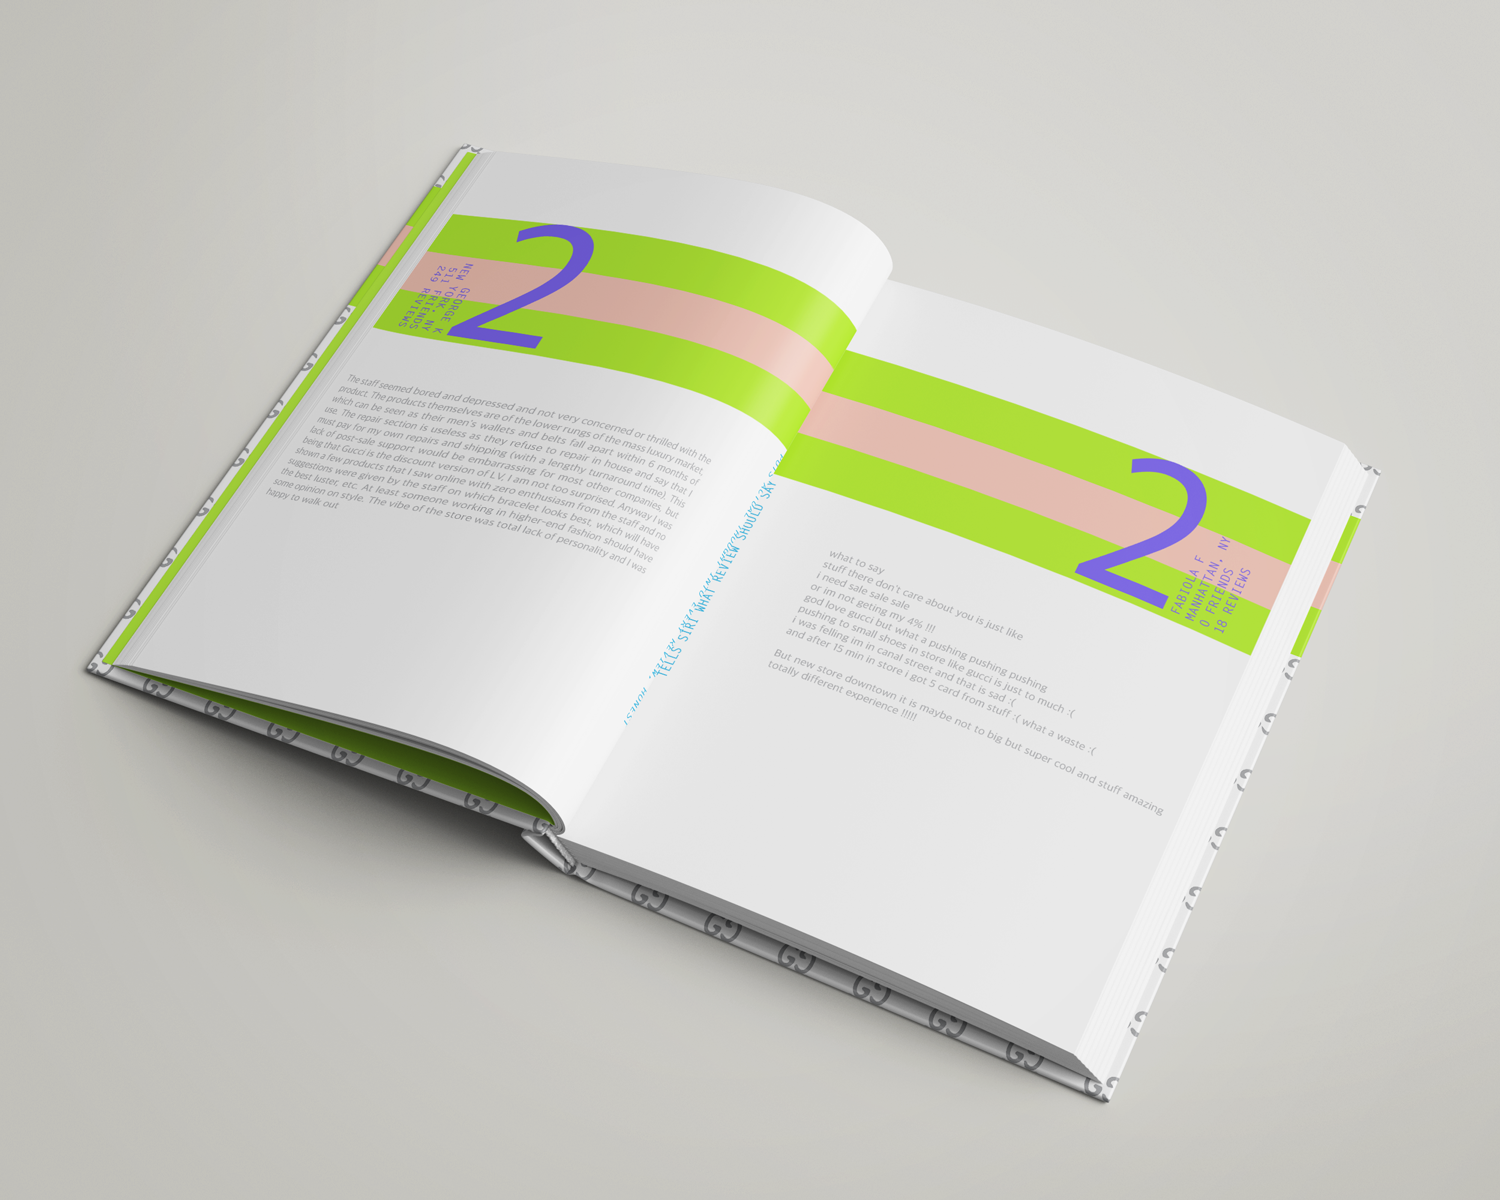 2
GEORGE K
NEW YORK, NY
511 FRIENDS
249 REVIEWS
The staff seemed bored and depressed and not very concerned or thrilled with the
product. The products themselves are of the lower rungs of the mass luxury market,
which can be seen as their men's wallets and belts fall apart within 6 months of
use. The repair section is useless as they refuse to repair in house and say that I
must pay for my own repairs and shipping (with a lengthy turnaround time). This
lack of post-sale support would be embarrassing for most other companies, but
being that Gucci is the discount version of LV, I am not too surprised. Anyway I was
shown a few products that I saw online with zero enthusiasm from the staff and no
suggestions were given by the staff on which bracelet looks best, which will have
the best luster, etc. At least someone working in higher-end fashion should have
some opinion on style. The vibe of the store was total lack of personality and I was
happy to walk out
TELLS SIRI WHAT REVIEW SHOULD SAY
2
FABIOLA F
MANHATTAN, NY
0 FRIENDS
18 REVIEWS
what to say
stuff there don't care about you is just like
i need sale sale sale
or im not geting my 4% !!!
god love gucci but what a pushing pushing pushing
pushing to small shoes in store like gucci is just to much :(
i was felling im in canal street and that is sad :(
and after 15 min in store i got 5 card from stuff :( what a waste :(
But new store downtown it is maybe not to big but super cool and stuff amazing
totally different experience !!!!!